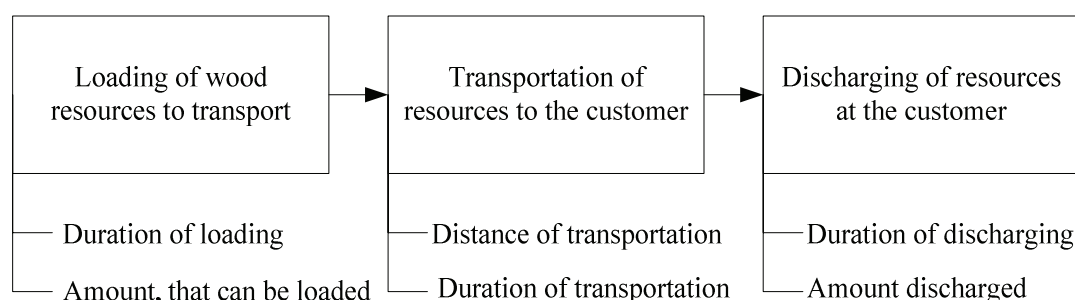 Loading of wood
resources to transport
Transportation of
resources to the customer
Discharging of resources
at the customer
Duration of loading
Amount, that can be loaded
Distance of transportation
Duration of transportation
Duration of discharging
Amount discharged